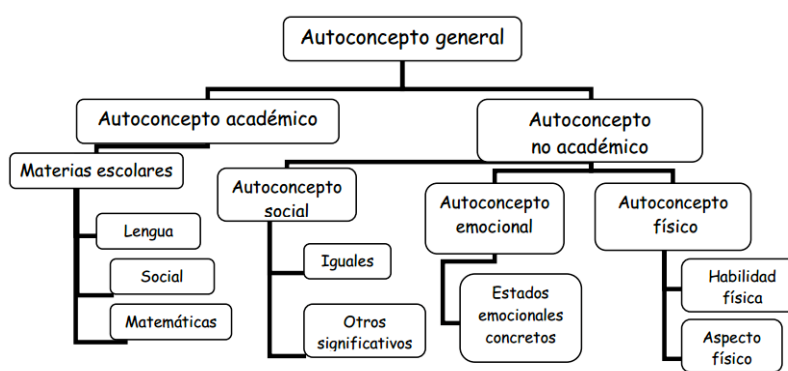 Autoconcepto general
Autoconcepto académico
Autoconcepto
no académico
Materias escolares
Lengua
Social
Matemáticas
Autoconcepto
social
Iguales
Otros
significativos
Autoconcepto
emocional
Estados
emocionales
concretos
Autoconcepto
físico
Habilidad
física
Aspecto
físico